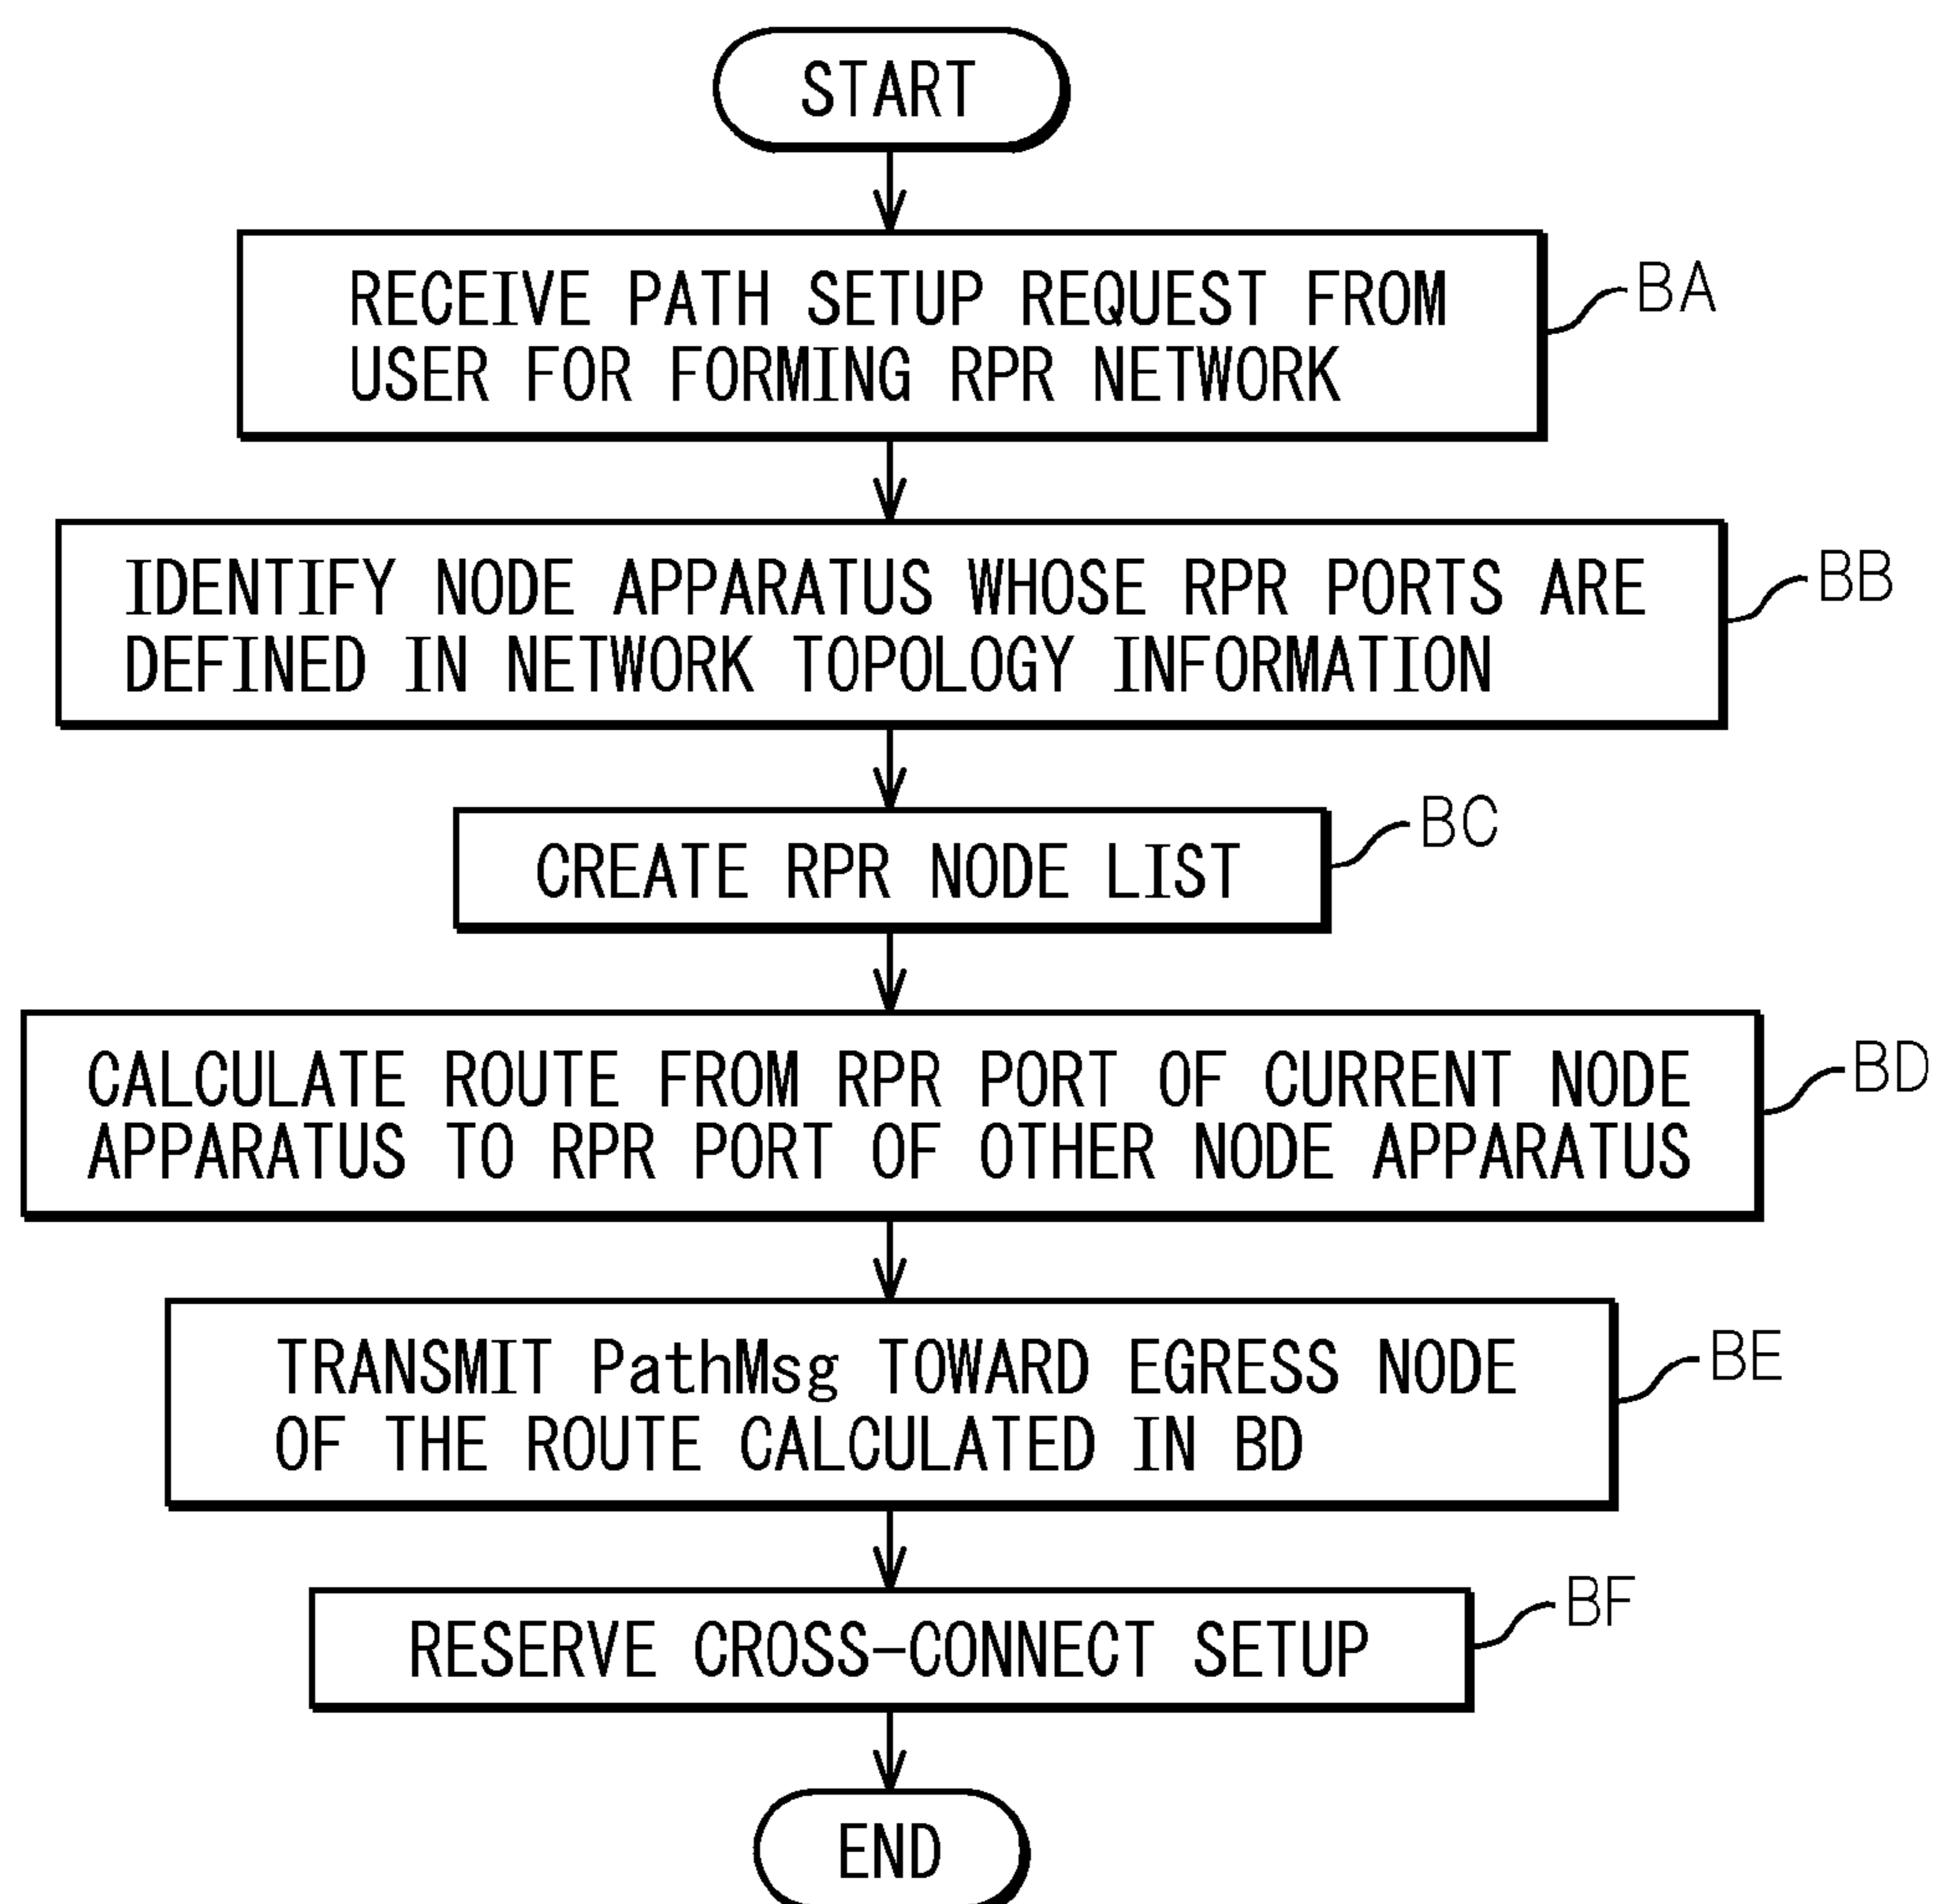 START
RECEIVE PATH SETUP REQUEST FROM
USER FOR FORMING RPR NETWORK
BA
IDENTIFY NODE APPARATUS WHOSE RPR PORTS ARE
DEFINED IN NETWORK TOPOLOGY INFORMATION
BB
CREATE RPR NODE LIST
BC
CALCULATE ROUTE FROM RPR PORT OF CURRENT NODE
APPARATUS TO RPR PORT OF OTHER NODE APPARATUS
BD
TRANSMIT PathMsg TOWARD EGRESS NODE
OF THE ROUTE CALCULATED IN BD
BE
RESERVE CROSS-CONNECT SETUP
BF
END